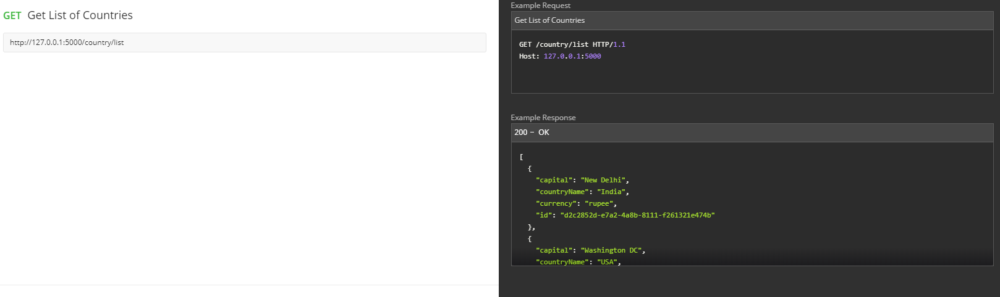 GET Get List of Countries
http://127.0.0.1:5000/country/list
Example Request
Get List of Countries
GET /country/list HTTP/1.1
Host: 127.0.0.1:5000
Example Response
200 − OK
[
{
"capital": "New Delhi",
"countryName": "India",
"currency": "rupee",
"id": "d2c2852d-e7a2-4a8b-8111-f261321e474b"
},
{
"capital": "Washington DC",
"countryName": "USA",